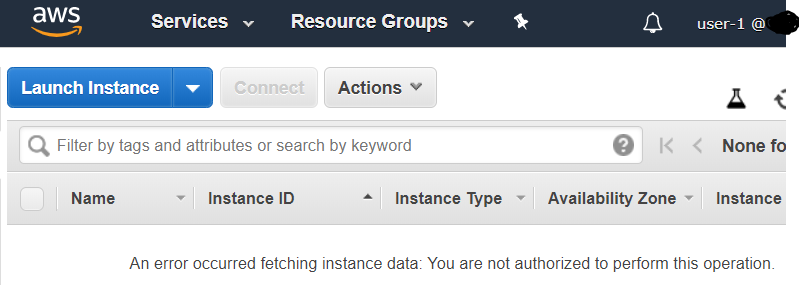 aws Services Resource Groups user-1 @
Launch Instance Connect Actions
Filter by tags and attributes or search by keyword ? None fo
Name Instance ID Instance Type Availability Zone Instance
An error occurred fetching instance data: You are not authorized to perform this operation.